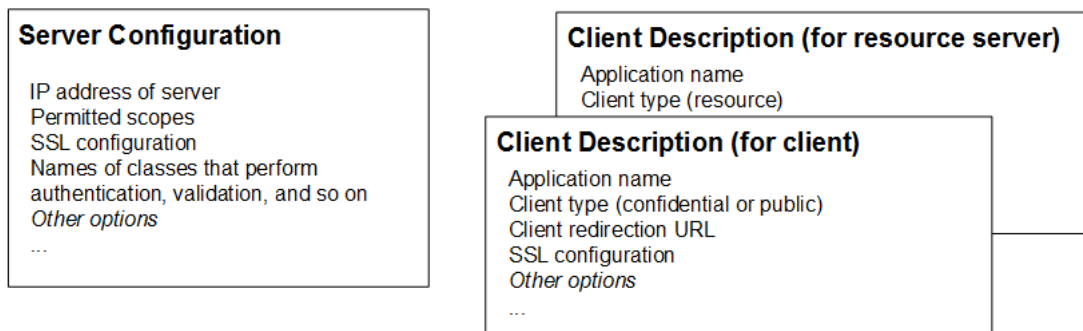 Server Configuration
IP address of server
Permitted scopes
SSL configuration
Names of classes that perform
authentication, validation, and so on
Other options
...
Client Description (for resource server)
Application name
Client type (resource)
Client Description (for client)
Application name
Client type (confidential or public)
Client redirection URL
SSL configuration
Other options
...